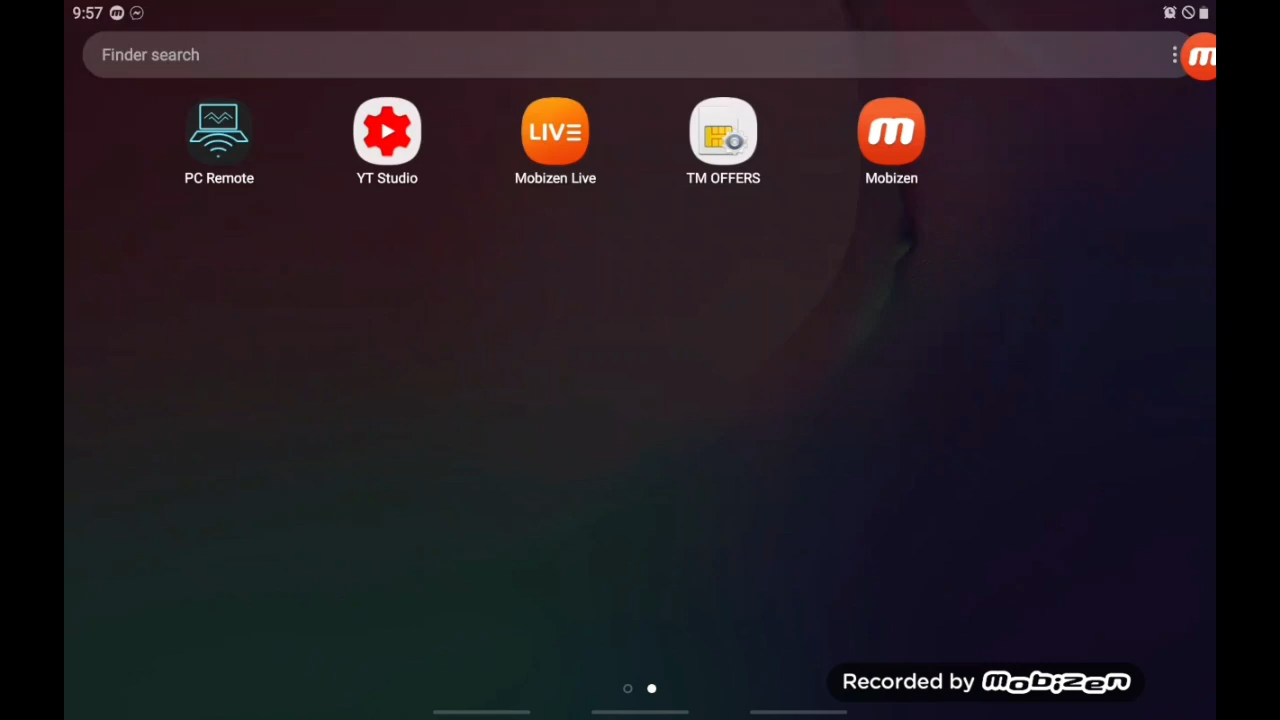 9:57
Finder search
PC Remote
LIVE
YT Studio
Mobizen Live
TM OFFERS
Mobizen
Recorded by mobizen